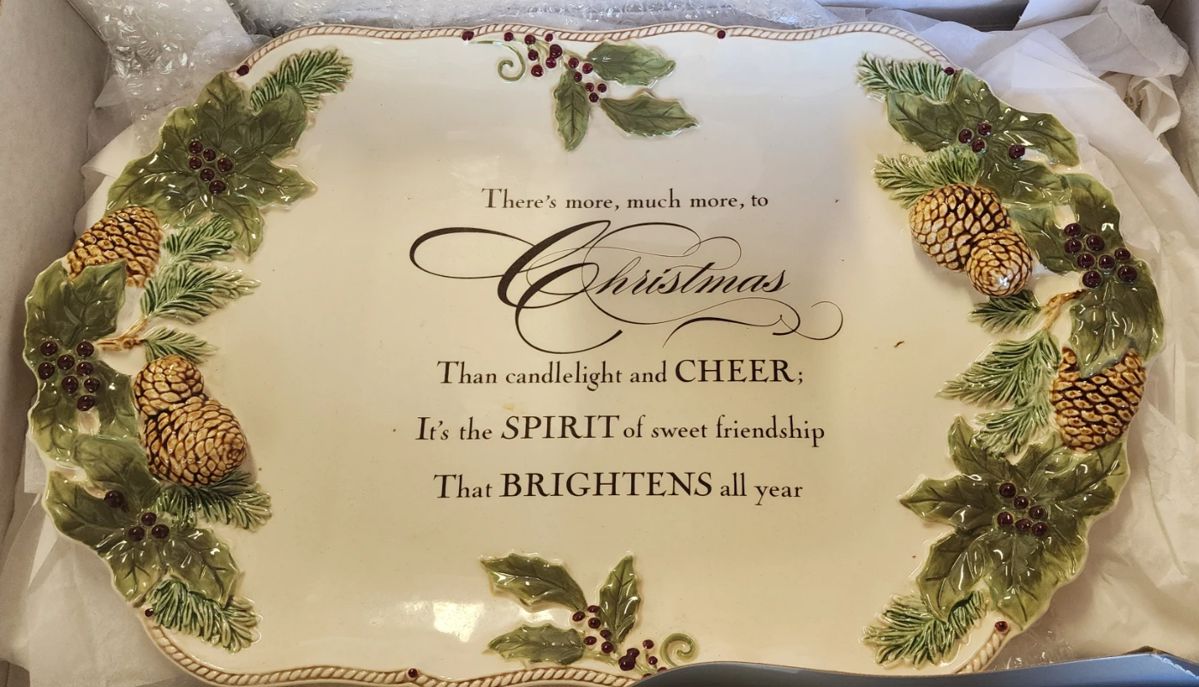 There's more, much more, to
Christmas
Than candlelight and CHEER;
It's the SPIRIT of sweet friendship
That BRIGHTENS all year